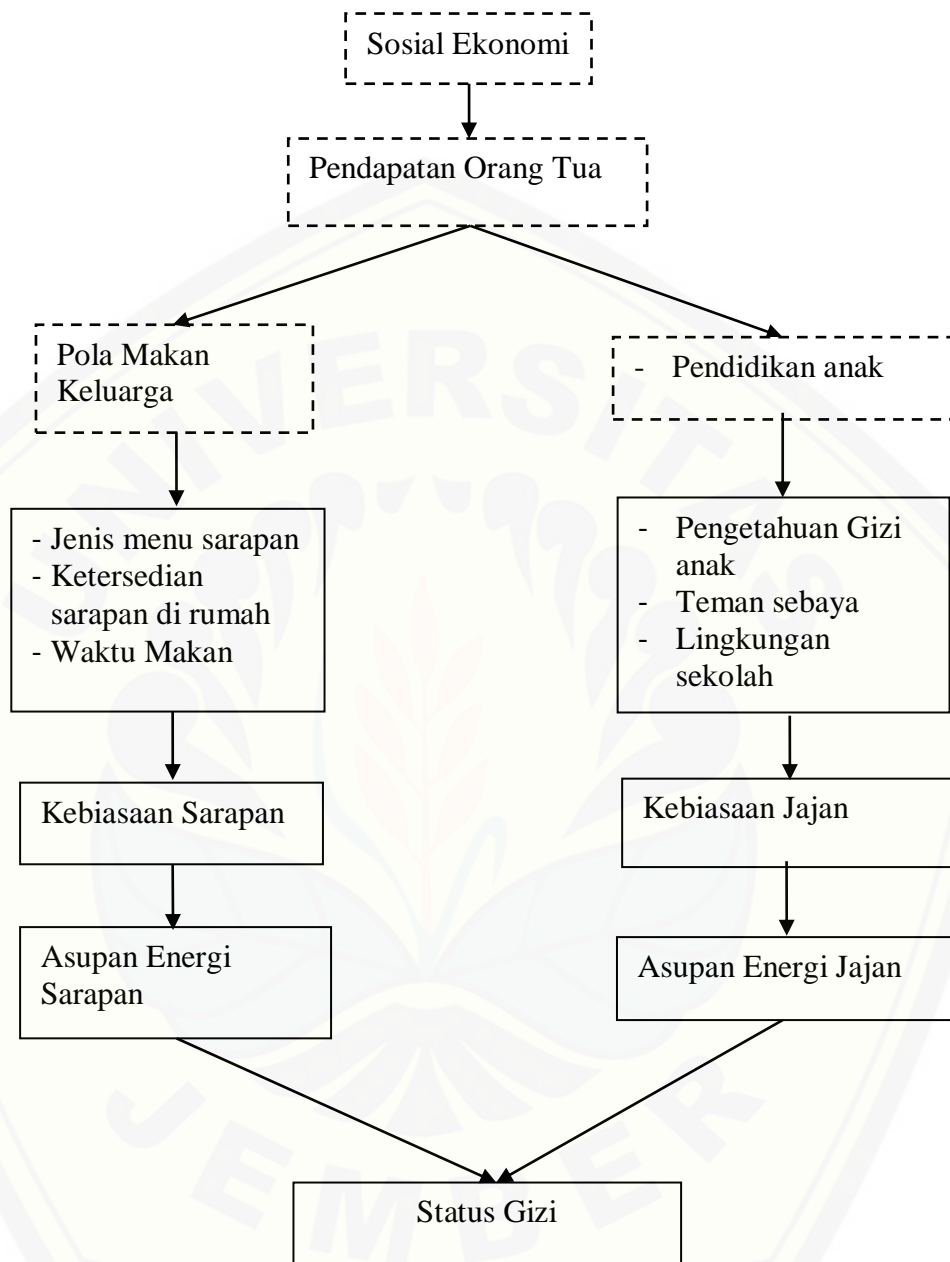 Sosial Ekonomi
Pendapatan Orang Tua
Pola Makan
Keluarga
- Pendidikan anak
- Jenis menu sarapan
- Ketersedian
sarapan di rumah
- Waktu Makan
- Pengetahuan Gizi
anak
- Teman sebaya
- Lingkungan
sekolah
Kebiasaan Sarapan
Kebiasaan Jajan
Asupan Energi
Sarapan
Asupan Energi Jajan
Status Gizi
UNIVERSITAS
JEMBER